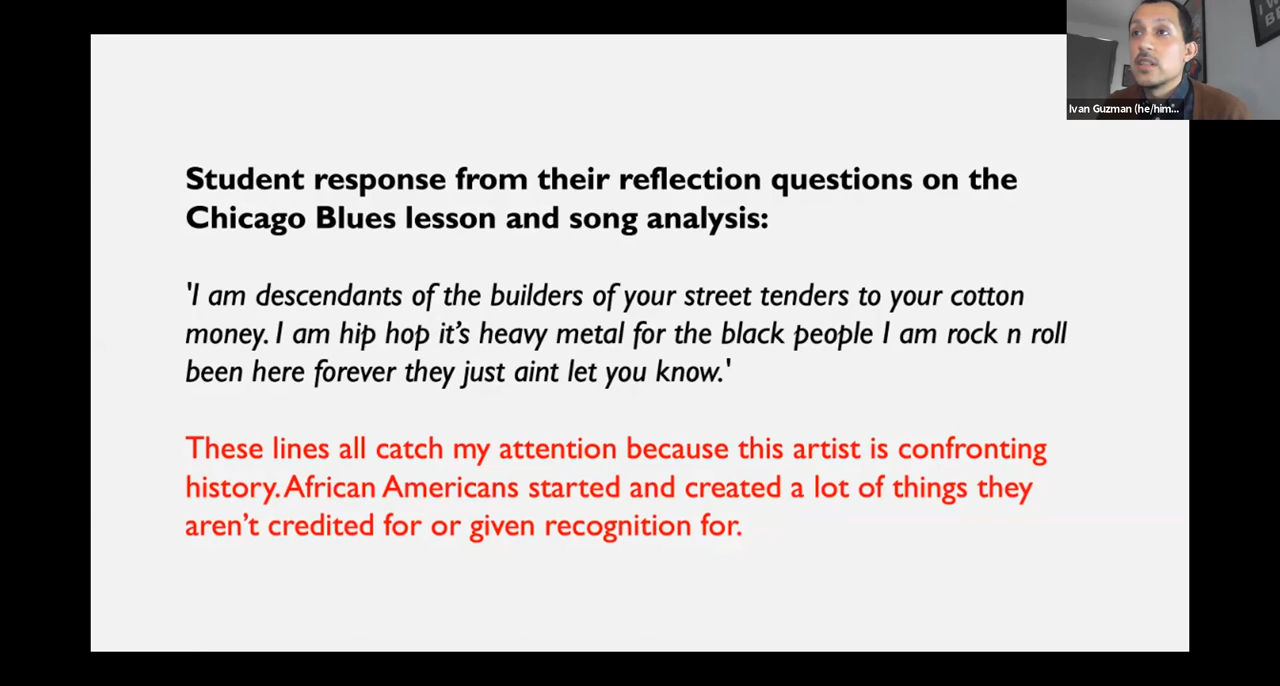 Ivan Guzman (he/him...
Student response from their reflection questions on the
Chicago Blues lesson and song analysis:
'I am descendants of the builders of your street tenders to your cotton
money. I am hip hop it's heavy metal for the black people I am rock n roll
been here forever they just aint let you know.'
These lines all catch my attention because this artist is confronting
history. African Americans started and created a lot of things they
aren't credited for or given recognition for.